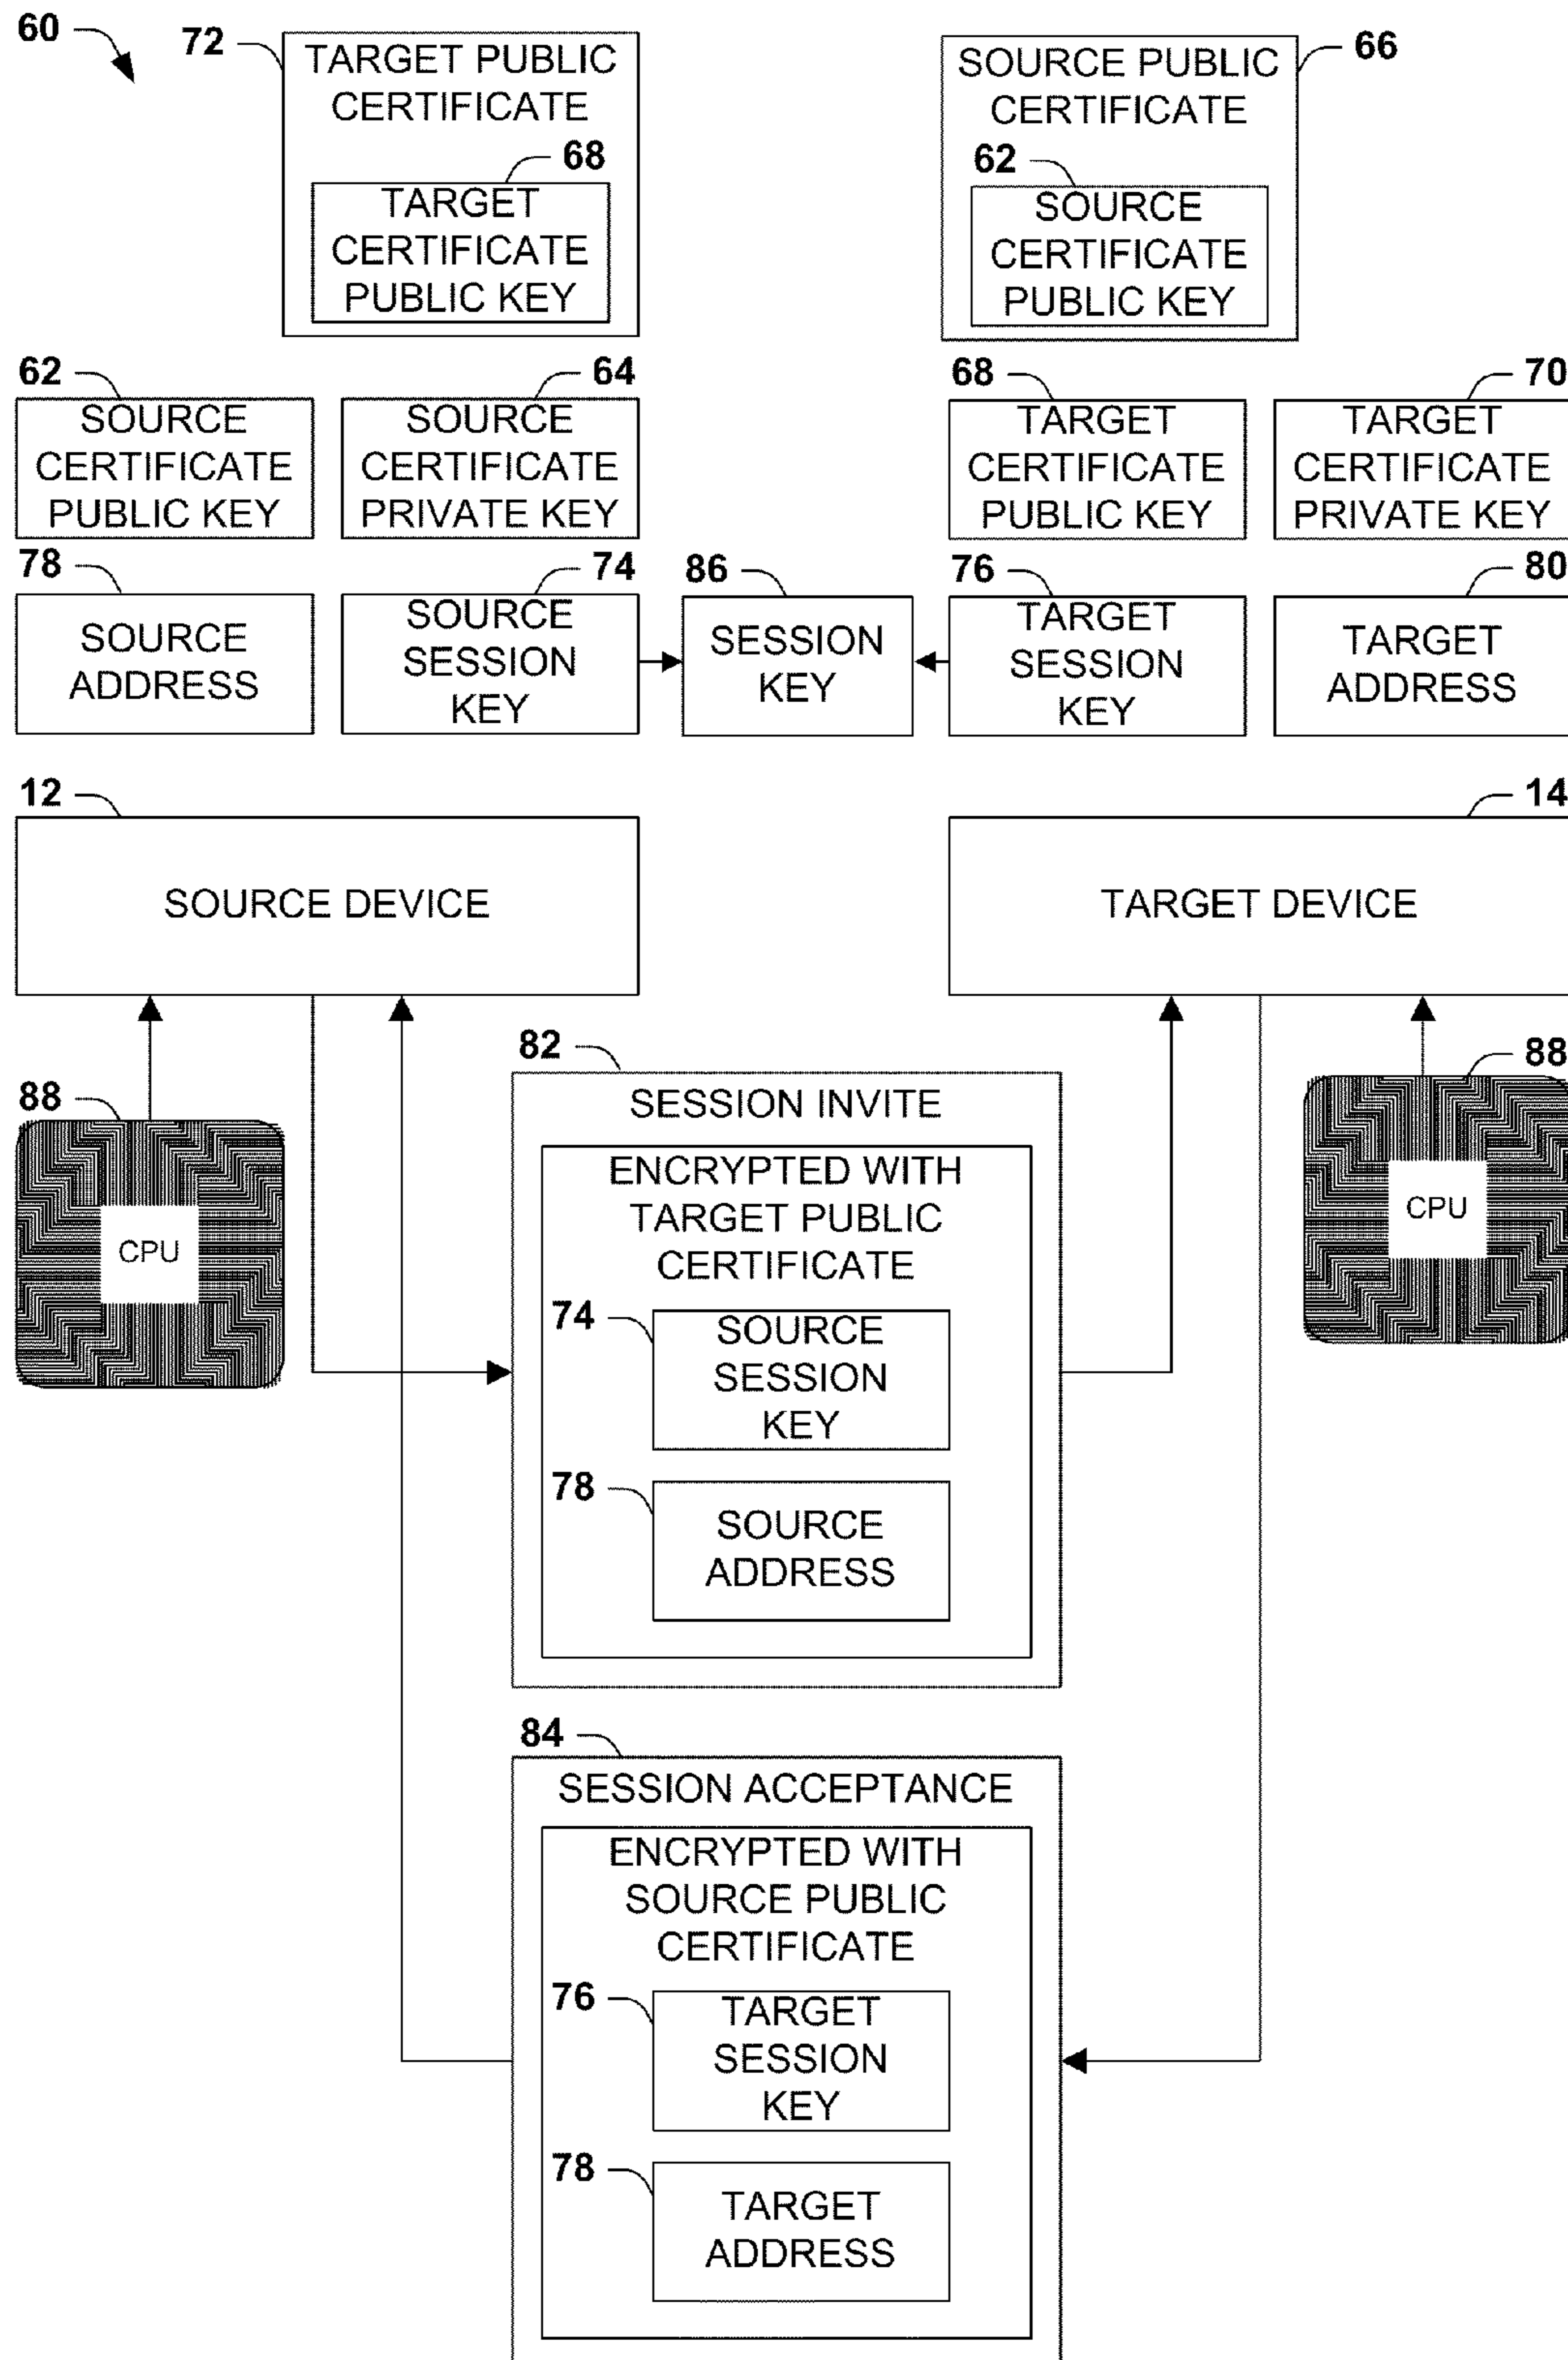 60
72
TARGET PUBLIC
CERTIFICATE
68
TARGET
CERTIFICATE
PUBLIC KEY
66
SOURCE PUBLIC
CERTIFICATE
62
SOURCE
CERTIFICATE
PUBLIC KEY
62
SOURCE
CERTIFICATE
PUBLIC KEY
64
SOURCE
CERTIFICATE
PRIVATE KEY
68
TARGET
CERTIFICATE
PUBLIC KEY
70
TARGET
CERTIFICATE
PRIVATE KEY
78
SOURCE
ADDRESS
74
SOURCE
SESSION
KEY
86
SESSION
KEY
76
TARGET
SESSION
KEY
80
TARGET
ADDRESS
12
SOURCE DEVICE
14
TARGET DEVICE
88
CPU
82
SESSION INVITE
ENCRYPTED WITH
TARGET PUBLIC
CERTIFICATE
74
SOURCE
SESSION
KEY
78
SOURCE
ADDRESS
88
CPU
84
SESSION ACCEPTANCE
ENCRYPTED WITH
SOURCE PUBLIC
CERTIFICATE
76
TARGET
SESSION
KEY
78
TARGET
ADDRESS